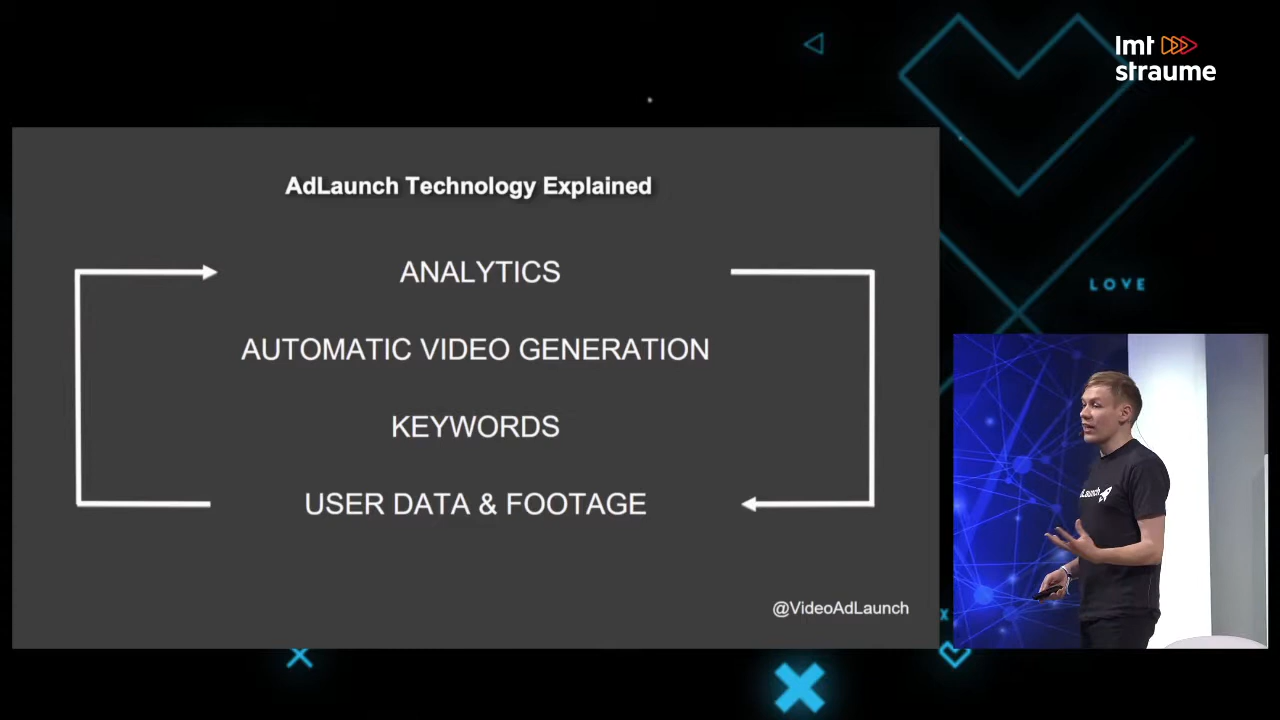 lmt
straume
AdLaunch Technology Explained
ANALYTICS
AUTOMATIC VIDEO GENERATION
KEYWORDS
USER DATA & FOOTAGE
@VideoAdLaunch
LOVE